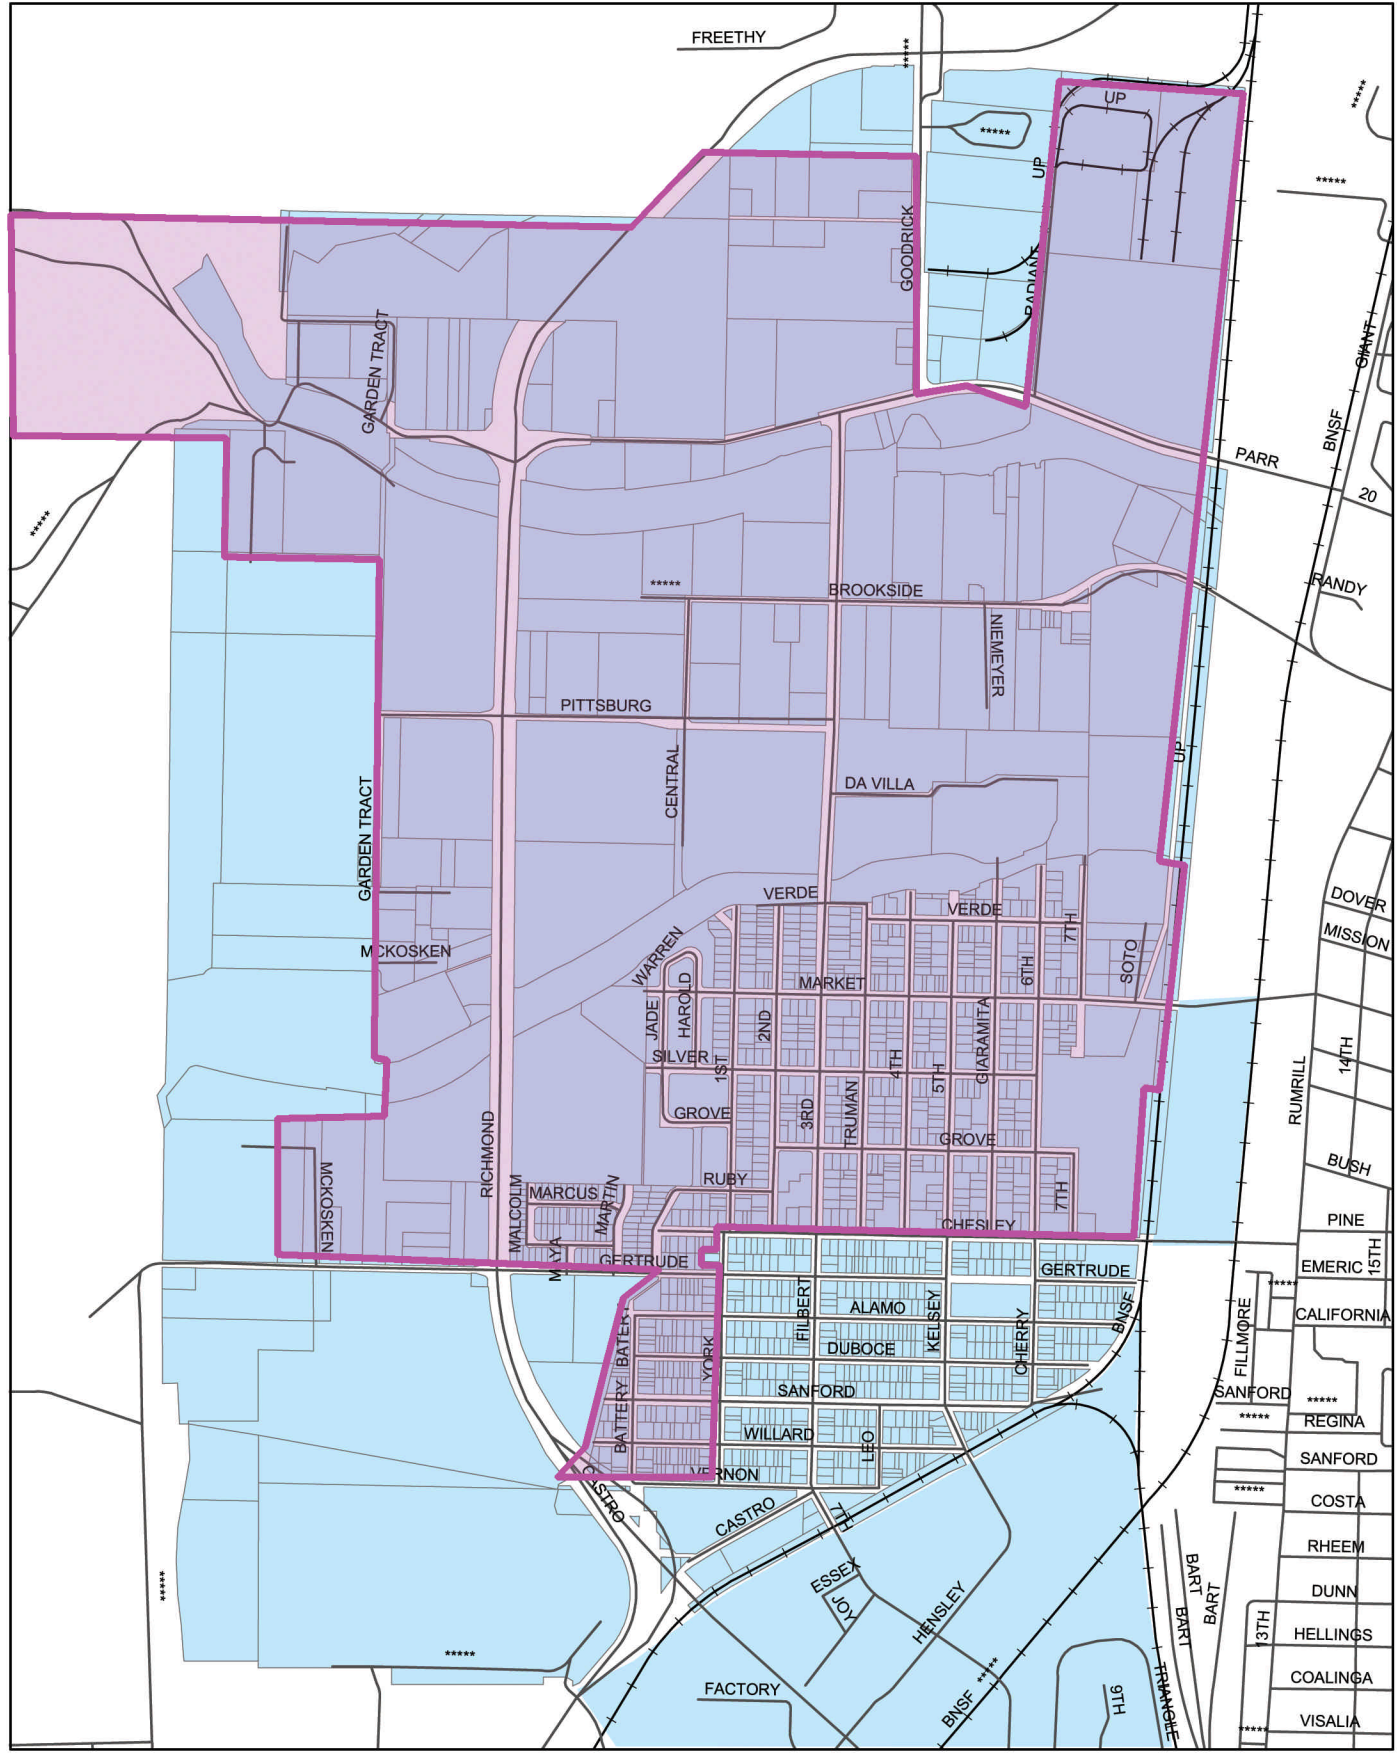 FREETHY
*****
UP
*****
*****
UP
*****
GOODRICK
RADIANT
GARDEN TRACT
GIANT
BNSF
PARR
20
*****
*****
BROOKSIDE
RANDY
NIEMEYER
PITTSBURG
UP
CENTRAL
DA VILLA
GARDEN TRACT
VERDE
VERDE
DOVER
7TH
MISSION
WARREN
MCKOSKEN
SOTO
6TH
MARKET
HAROLD
JADE
2ND
GIARAMITA
SILVER
1ST
4TH
5TH
14TH
RUMRILL
3RD
TRUMAN
GROVE
GROVE
RICHMOND
BUSH
MCKOSKEN
RUBY
MARCUS
MARTIN
7TH
MALCOLM
PINE
CHESLEY
15TH
MAYA
GERTRUDE
GERTRUDE
EMERIC
*****
FILBERT
ALAMO
KELSEY
BNSF
CALIFORNIA
FILLMORE
BATERY
YORK
DUBOCE
CHERRY
SANFORD
SANFORD
*****
BATTERY
*****
REGINA
WILLARD
LEO
SANFORD
VERNON
CASTRO
*****
COSTA
CASTRO
7TH
RHEEM
BART
*****
ESSEX
BART
DUNN
JOY
HENSLEY
BART
13TH
HELLINGS
*****
*****
COALINGA
FACTORY
BNSF
9TH
TRIANGLE
VISALIA
*****